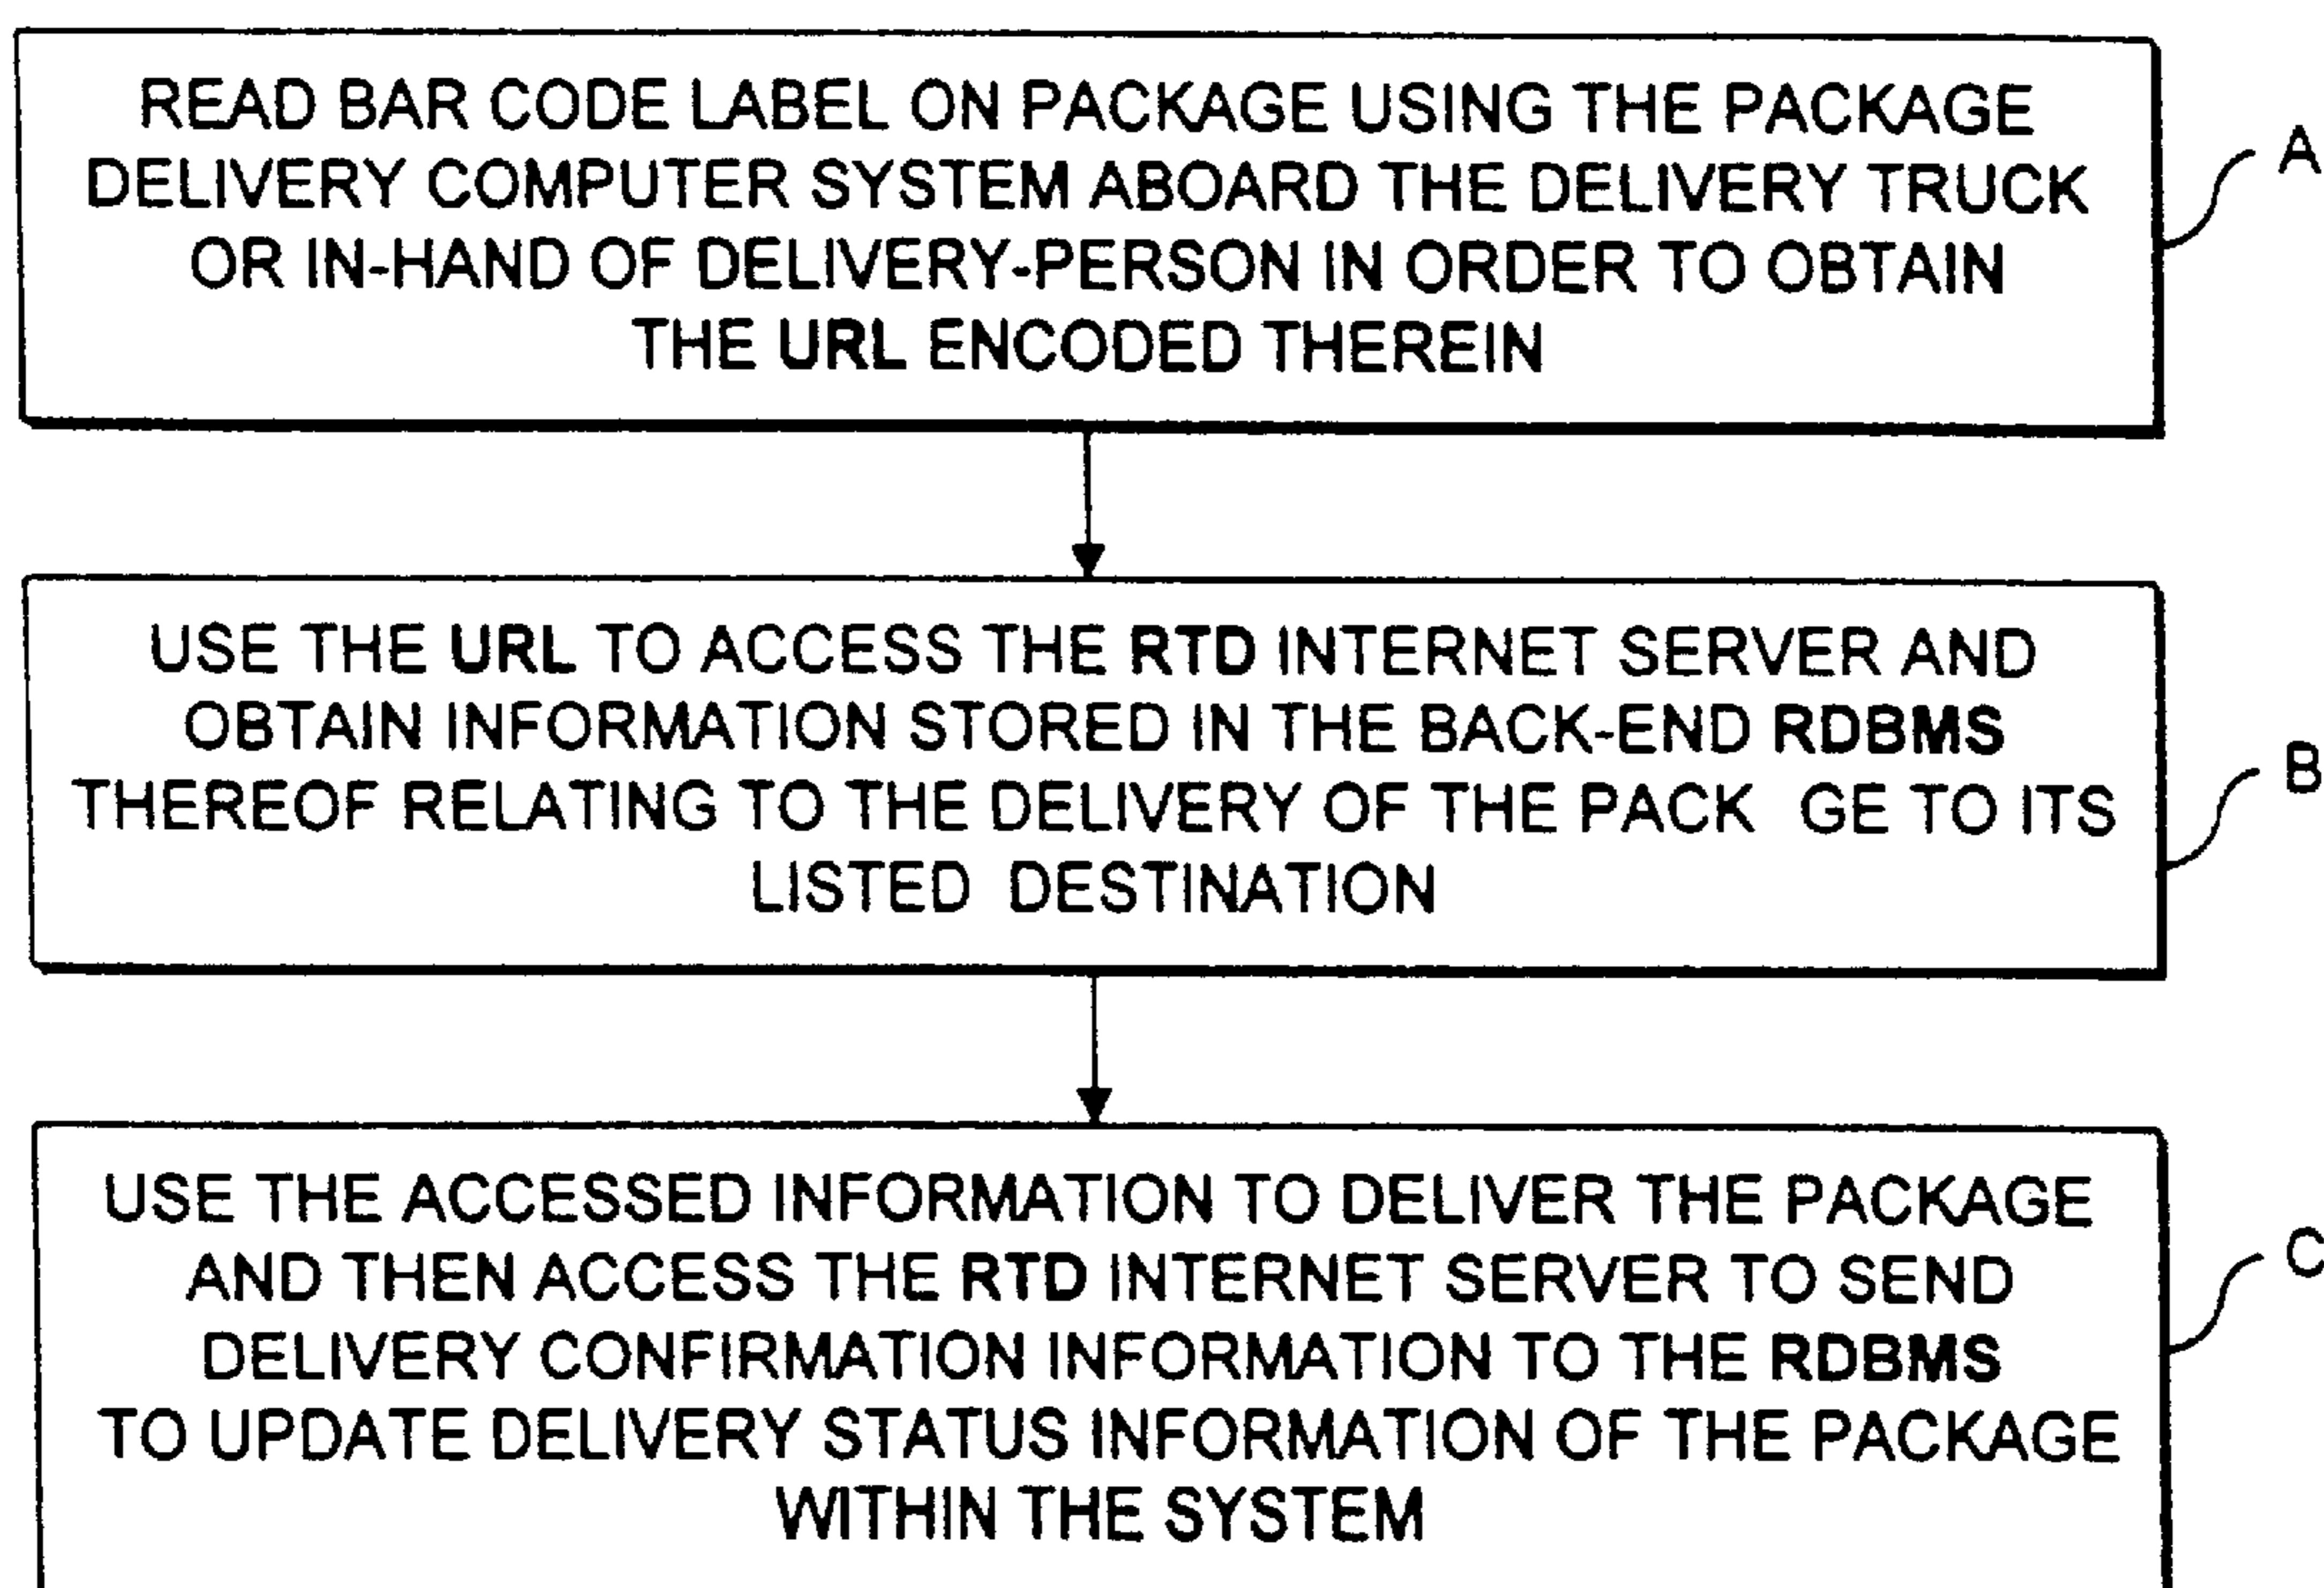 READ BAR CODE LABEL ON PACKAGE USING THE PACKAGE
DELIVERY COMPUTER SYSTEM ABOARD THE DELIVERY TRUCK
OR IN-HAND OF DELIVERY-PERSON IN ORDER TO OBTAIN
THE URL ENCODED THEREIN
A
USE THE URL TO ACCESS THE RTD INTERNET SERVER AND
OBTAIN INFORMATION STORED IN THE BACK-END RDBMS
THEREOF RELATING TO THE DELIVERY OF THE PACK GE TO ITS
LISTED DESTINATION
B
USE THE ACCESSED INFORMATION TO DELIVER THE PACKAGE
AND THEN ACCESS THE RTD INTERNET SERVER TO SEND
DELIVERY CONFIRMATION INFORMATION TO THE RDBMS
TO UPDATE DELIVERY STATUS INFORMATION OF THE PACKAGE
WITHIN THE SYSTEM
C